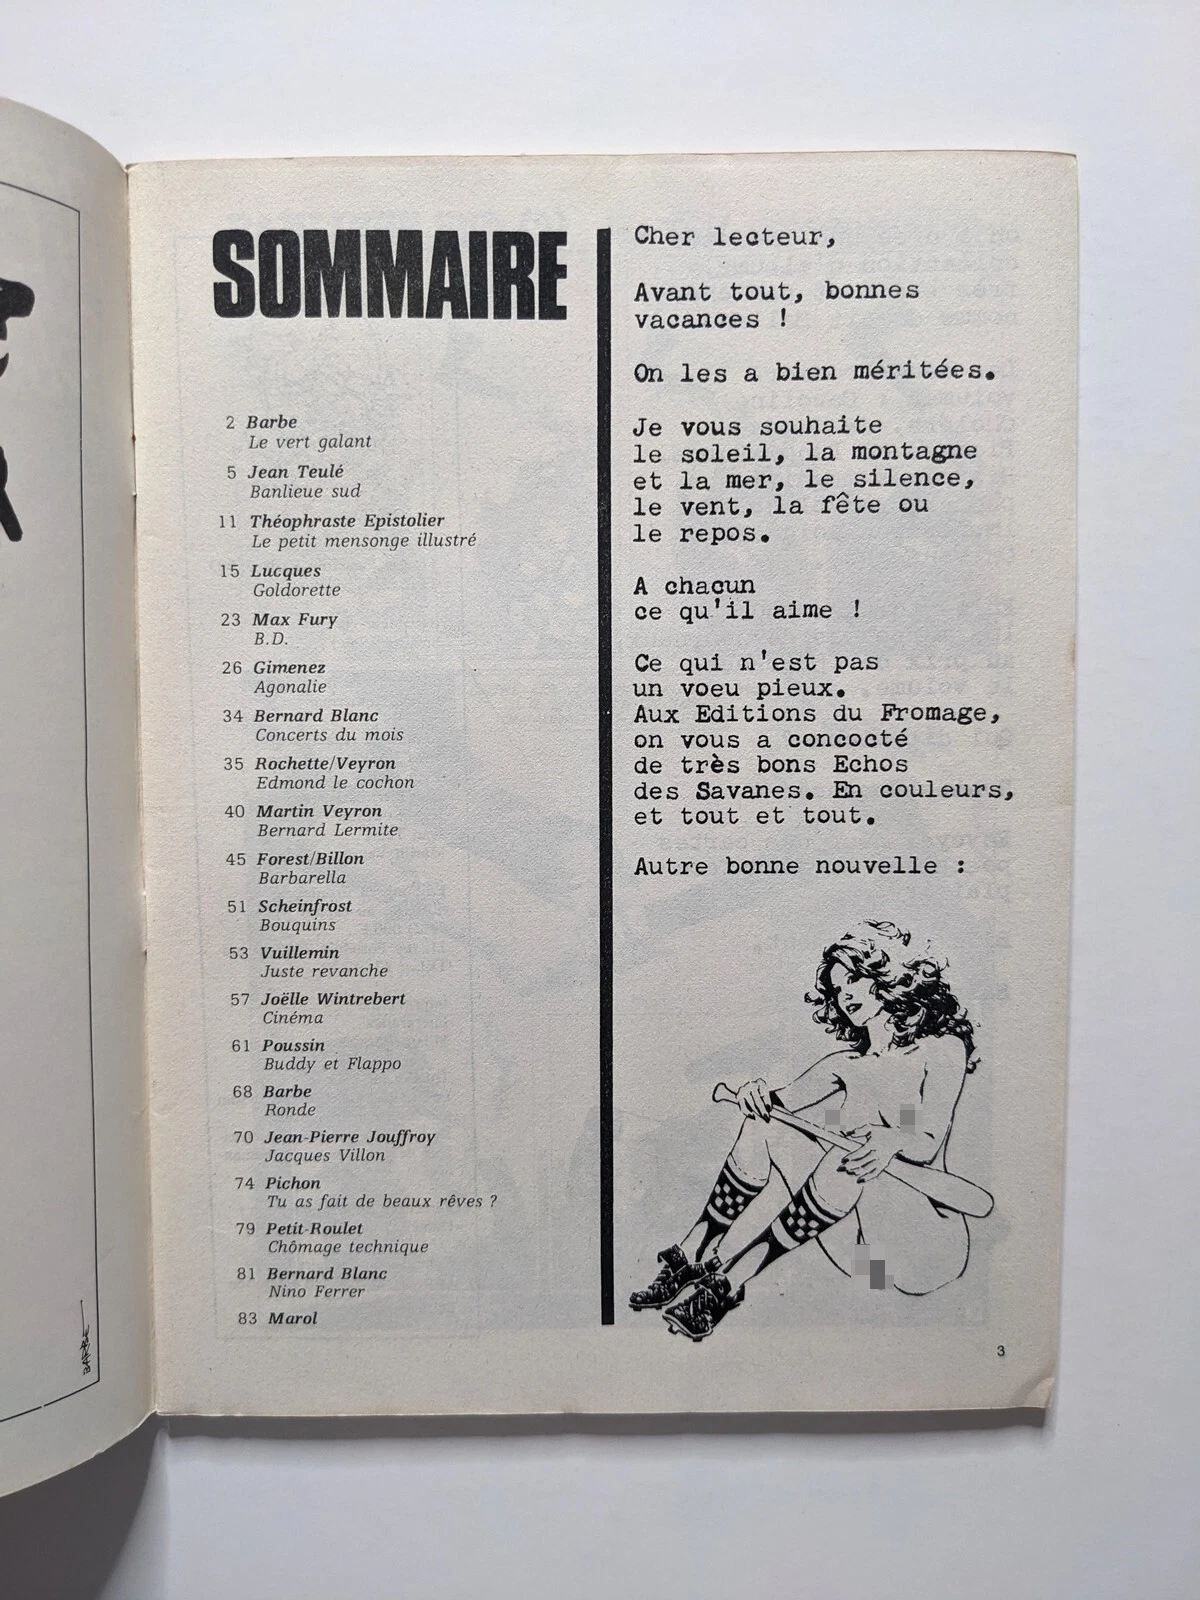 SOMMAIRE
2 Barbe
Le vert galant
5 Jean Teulé
Banlieue sud
11 Théophraste Epistolier
Le petit mensonge illustré
15 Lucques
Goldorette
23 Max Fury
B.D.
26 Gimenez
Agonalie
34 Bernard Blanc
Concerts du mois
35 Rochette/Veyron
Edmond le cochon
40 Martin Veyron
Bernard Lermite
45 Forest/Billon
Barbarella
51 Scheinfrost
Bouquins
53 Vuillemin
Juste revanche
57 Joëlle Wintrebert
Cinéma
61 Poussin
Buddy et Flappo
68 Barbe
Ronde
70 Jean-Pierre Jouffroy
Jacques Villon
74 Pichon
Tu as fait de beaux rêves ?
79 Petit-Roulet
Chômage technique
81 Bernard Blanc
Nino Ferrer
83 Marol
Cher lecteur,
Avant tout, bonnes
vacances !
On les a bien méritées.
Je vous souhaite
le soleil, la montagne
et la mer, le silence,
le vent, la fête ou
le repos.
A chacun
ce qu'il aime !
Ce qui n'est pas
un voeu pieux.
Aux Editions du Fromage,
on vous a concocté
de très bons Echos
des Savanes. En couleurs,
et tout et tout.
Autre bonne nouvelle :
3
BARBE